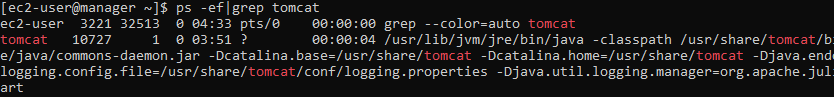 [ec2-user@manager ~]$ ps -ef|grep tomcat
ec2-user  3221 32513  0 04:33 pts/0    00:00:00 grep --color=auto tomcat
tomcat   10727     1  0 03:51 ?        00:00:04 /usr/lib/jvm/jre/bin/java -classpath /usr/share/tomcat/bi
e/java/commons-daemon.jar -Dcatalina.base=/usr/share/tomcat -Dcatalina.home=/usr/share/tomcat -Djava.endo
logging.config.file=/usr/share/tomcat/conf/logging.properties -Djava.util.logging.manager=org.apache.juli
art